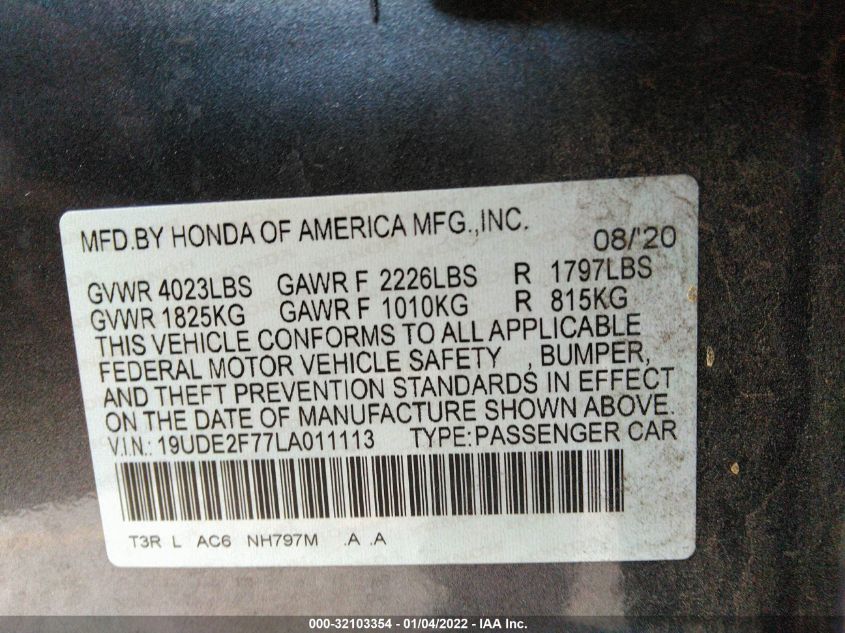 MFD.BY HONDA OF AMERICA MFG.,INC. 08/'20
GVWR 4023LBS GAWR F 2226LBS R 1797LBS
GVWR 1825KG GAWR F 1010KG R 815KG
THIS VEHICLE CONFORMS TO ALL APPLICABLE
FEDERAL MOTOR VEHICLE SAFETY , BUMPER,
AND THEFT PREVENTION STANDARDS IN EFFECT
ON THE DATE OF MANUFACTURE SHOWN ABOVE.
V.I.N.: 19UDE2F77LA011113 TYPE:PASSENGER CAR
T3R L AC6 NH797M .A .A
000-32103354 - 01/04/2022 - IAA Inc.